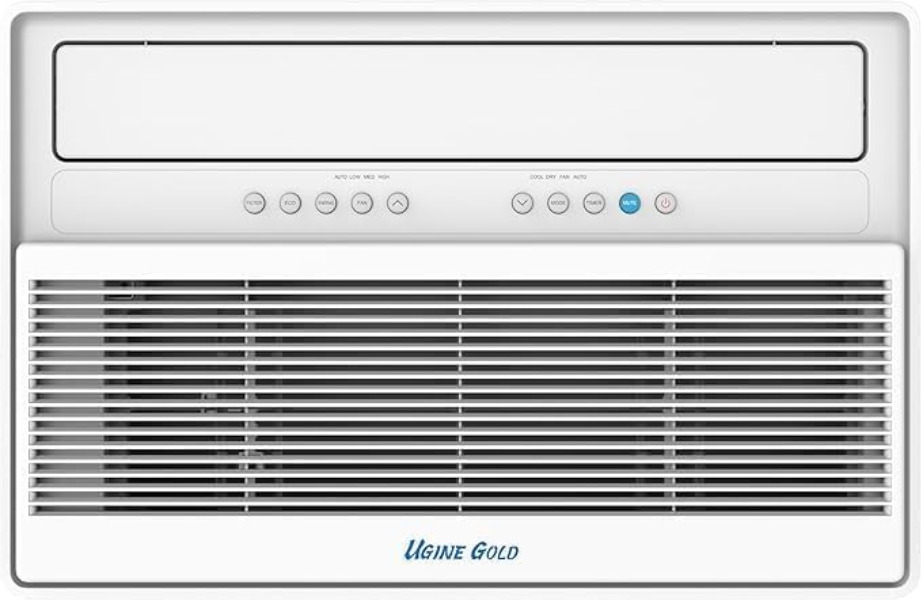 AUTO LOW MED HIGH
COOL DRY FAN AUTO
FILTER ECO SWING FAN
MODE TIMER MUTE
UGINE GOLD